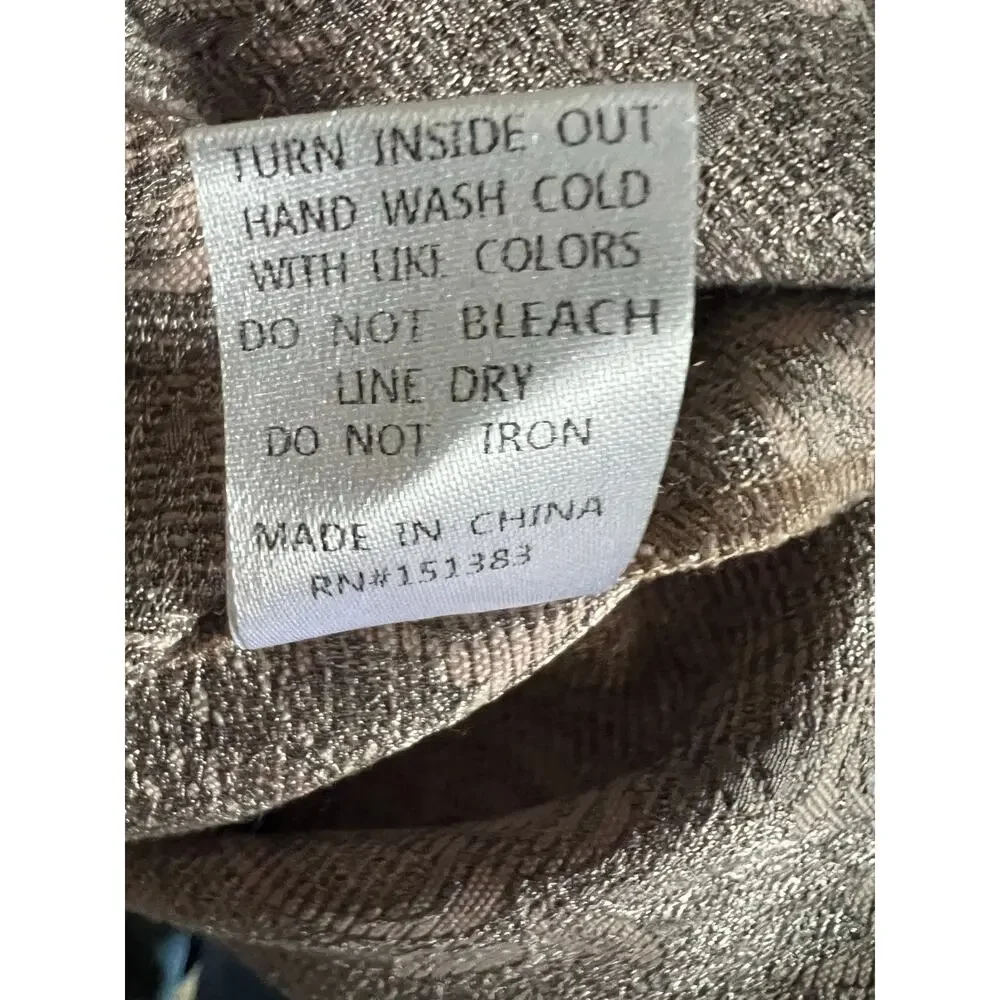 TURN INSIDE OUT
HAND WASH COLD
WITH LIKE COLORS
DO NOT BLEACH
LINE DRY
DO NOT IRON
MADE IN CHINA
RN#151383